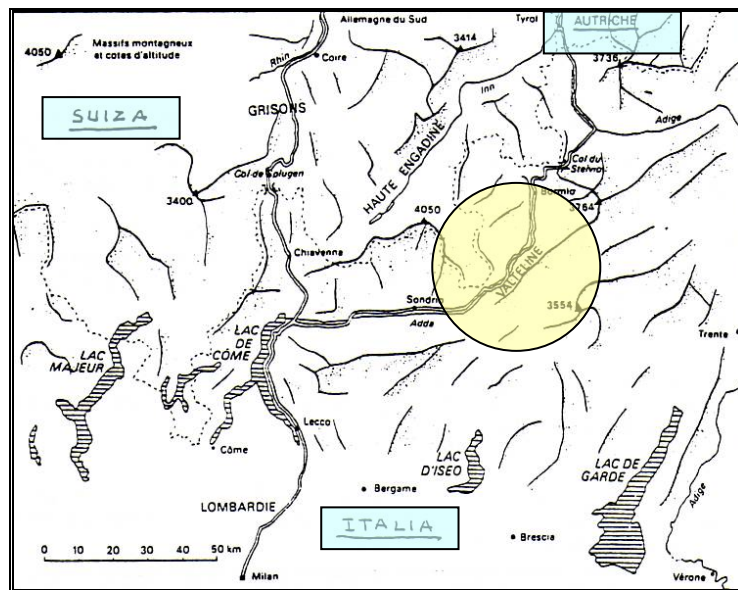 Allemagne du Sud
Tyrol
AUTRICHE
4050
Massifs montagneux
et cotes d'altitude
3414
3736
Rhin
Coire
Inn
SUIZA
GRISONS
Adige
HAUTE ENGADINE
Col du
Stelvio
Col de Splugen
Bormio
3400
3764
4050
Chiavenna
VALTELINE
Sondrio
3554
Adda
LAC
DE
CÔME
Trente
LAC
MAJEUR
Lecco
Côme
LAC
D'ISEO
LAC DE
GARDE
Bergame
Adige
LOMBARDIE
ITALIA
Brescia
0 10 20 30 40 50 km
Milan
Vérone